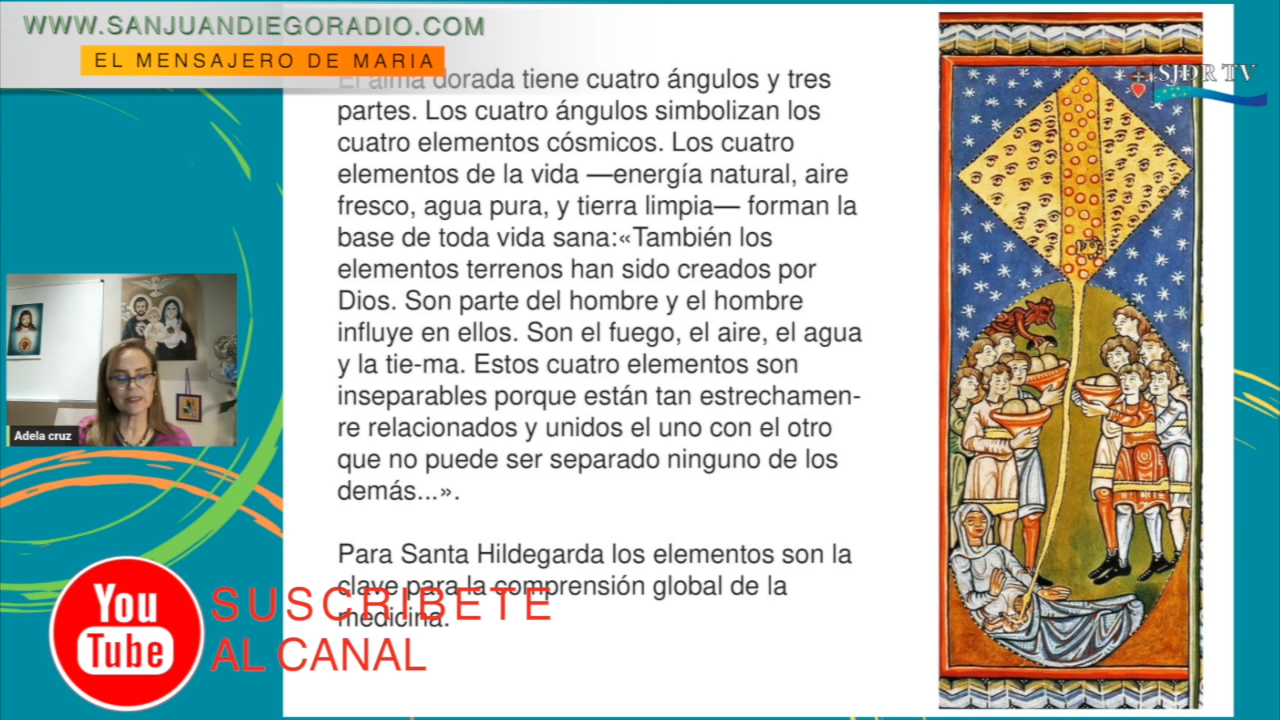 WWW.SANJUANDIEGORADIO.COM
EL MENSAJERO DE MARIA
SJDR TV
El alma dorada tiene cuatro ángulos y tres
partes. Los cuatro ángulos simbolizan los
cuatro elementos cósmicos. Los cuatro
elementos de la vida —energía natural, aire
fresco, agua pura, y tierra limpia— forman la
base de toda vida sana:«También los
elementos terrenos han sido creados por
Dios. Son parte del hombre y el hombre
influye en ellos. Son el fuego, el aire, el agua
y la tie-ma. Estos cuatro elementos son
inseparables porque están tan estrechamen-
re relacionados y unidos el uno con el otro
que no puede ser separado ninguno de los
demás...».
Para Santa Hildegarda los elementos son la
clave para la comprensión global de la
medicina.
Adela cruz
You
Tube
SUSCRIBETE
AL CANAL